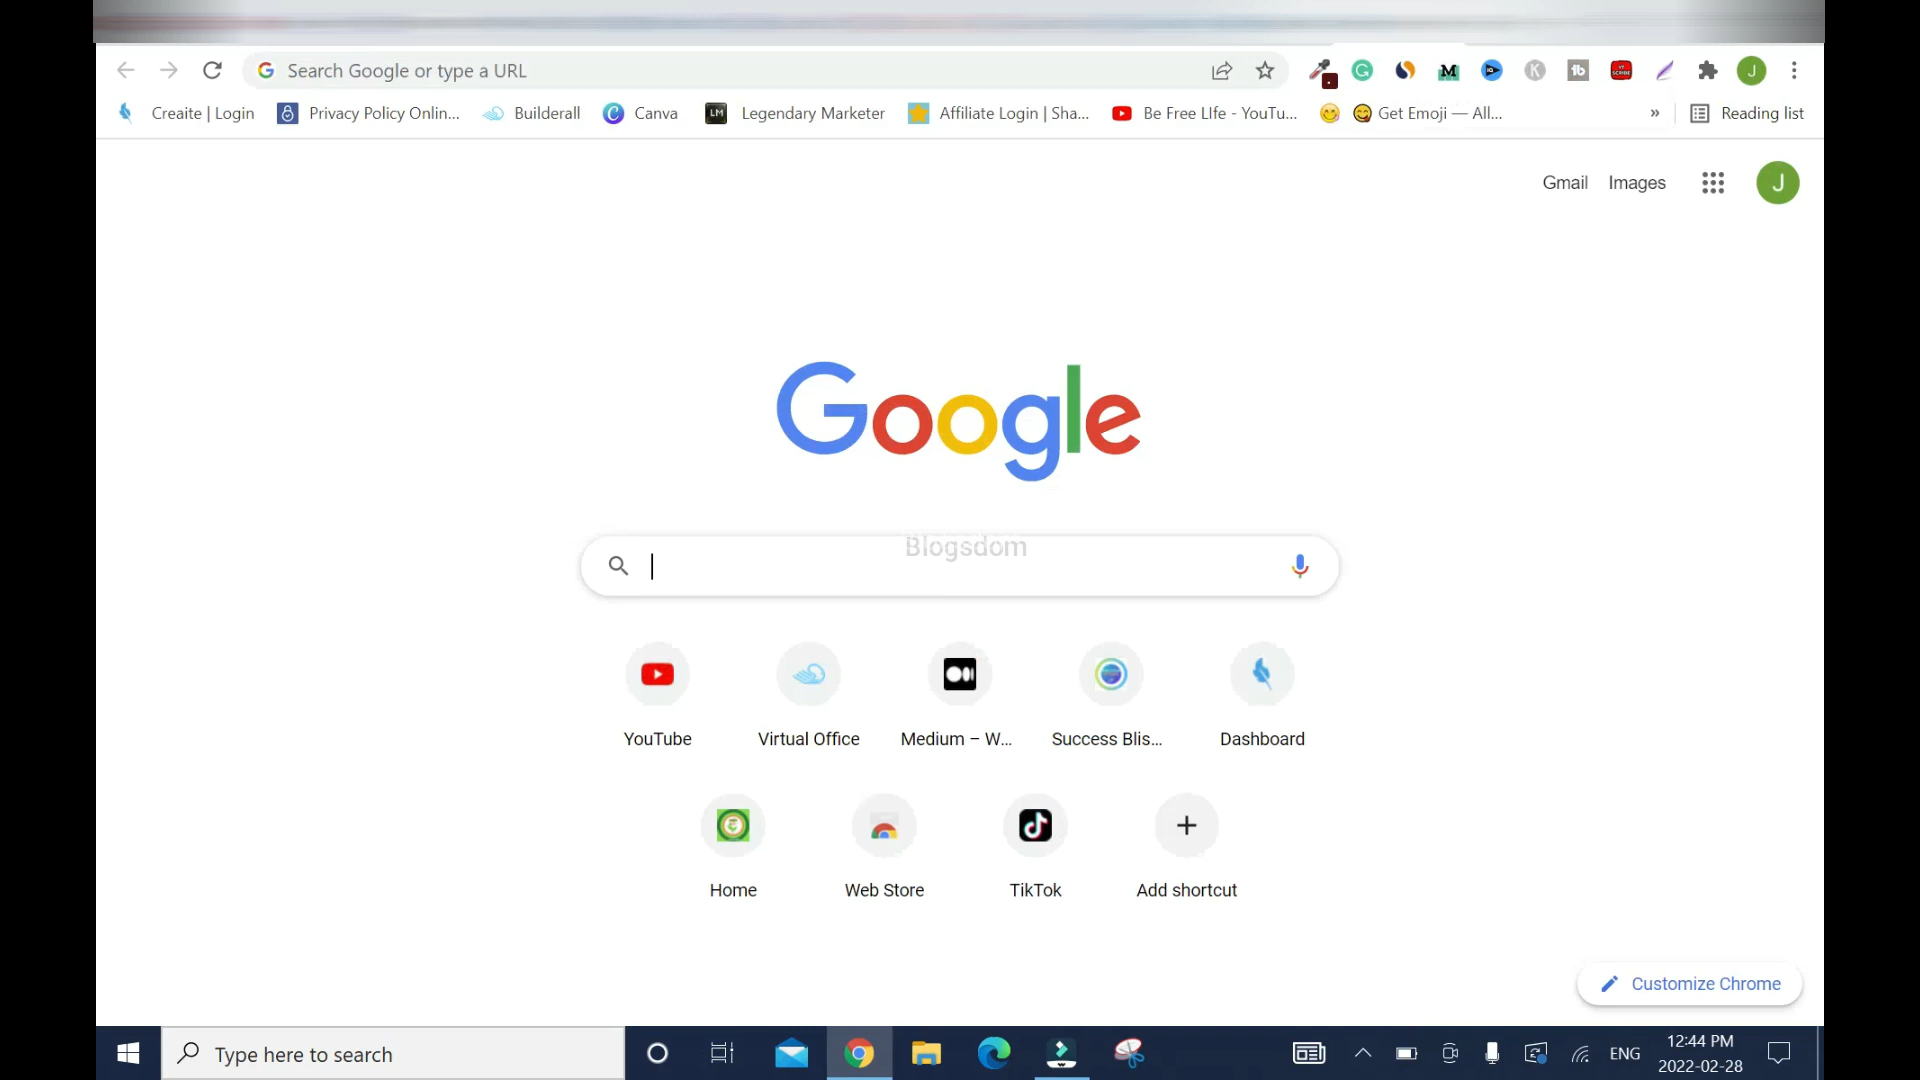 Search Google or type a URL
Createe | Login
Privacy Policy Onlin...
Builderall
Canva
LM
Legendary Marketer
Affiliate Login | Sha...
Be Free LIfe - YouTu...
Get Emoji — All...
»
Reading list
Gmail
Images
J
Google
Blogsdom
YouTube
Virtual Office
Medium – W...
Success Blis...
Dashboard
Home
Web Store
TikTok
Add shortcut
Customize Chrome
Type here to search
ENG
12:44 PM
2022-02-28